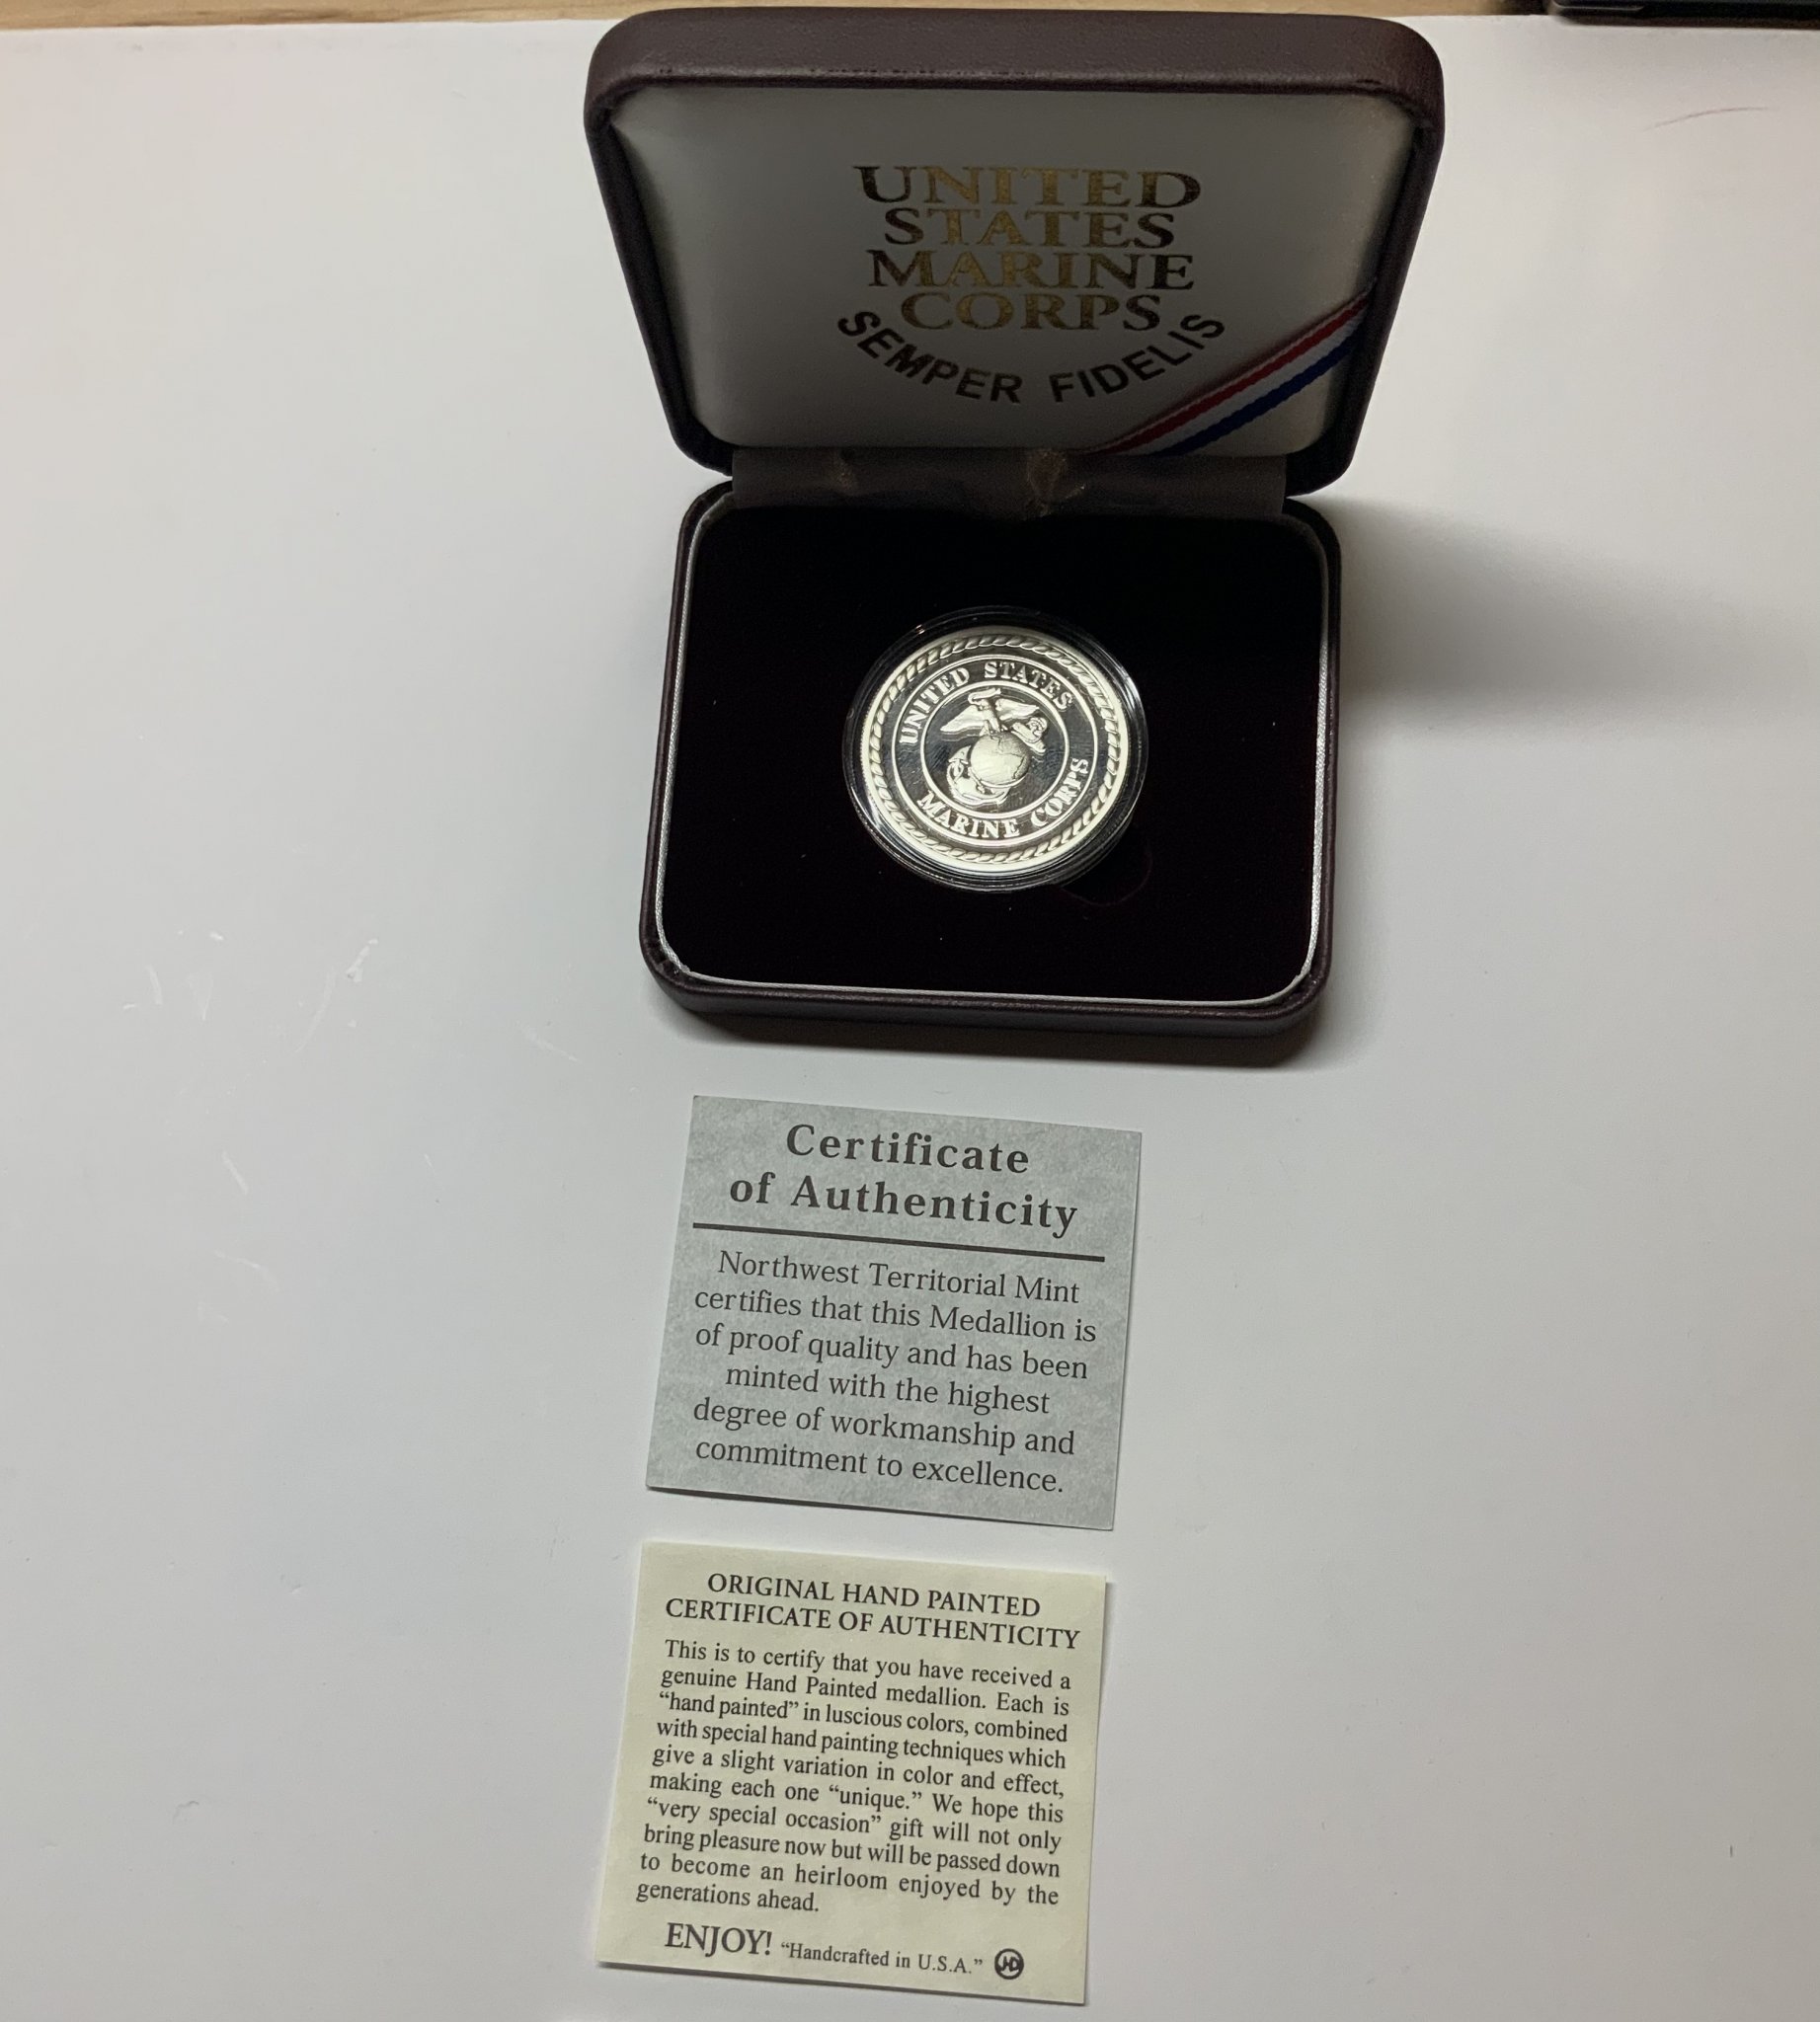 UNITED
STATES
MARINE
CORPS
SEMPER FIDELIS
UNITED STATES
MARINE CORPS
Certificate
of Authenticity
Northwest Territorial Mint
certifies that this Medallion is
of proof quality and has been
minted with the highest
degree of workmanship and
commitment to excellence.
ORIGINAL HAND PAINTED
CERTIFICATE OF AUTHENTICITY
This is to certify that you have received a
genuine Hand Painted medallion. Each is
“hand painted” in luscious colors, combined
with special hand painting techniques which
give a slight variation in color and effect,
making each one “unique.” We hope this
“very special occasion” gift will not only
bring pleasure now but will be passed down
to become an heirloom enjoyed by the
generations ahead.
ENJOY! “Handcrafted in U.S.A.”